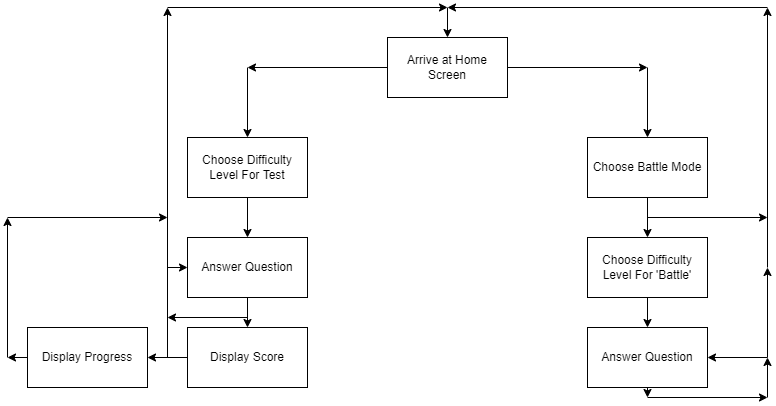 Arrive at Home
Screen
Choose Difficulty
Level For Test
Choose Battle Mode
Answer Question
Choose Difficulty
Level For 'Battle'
Display Progress
Display Score
Answer Question